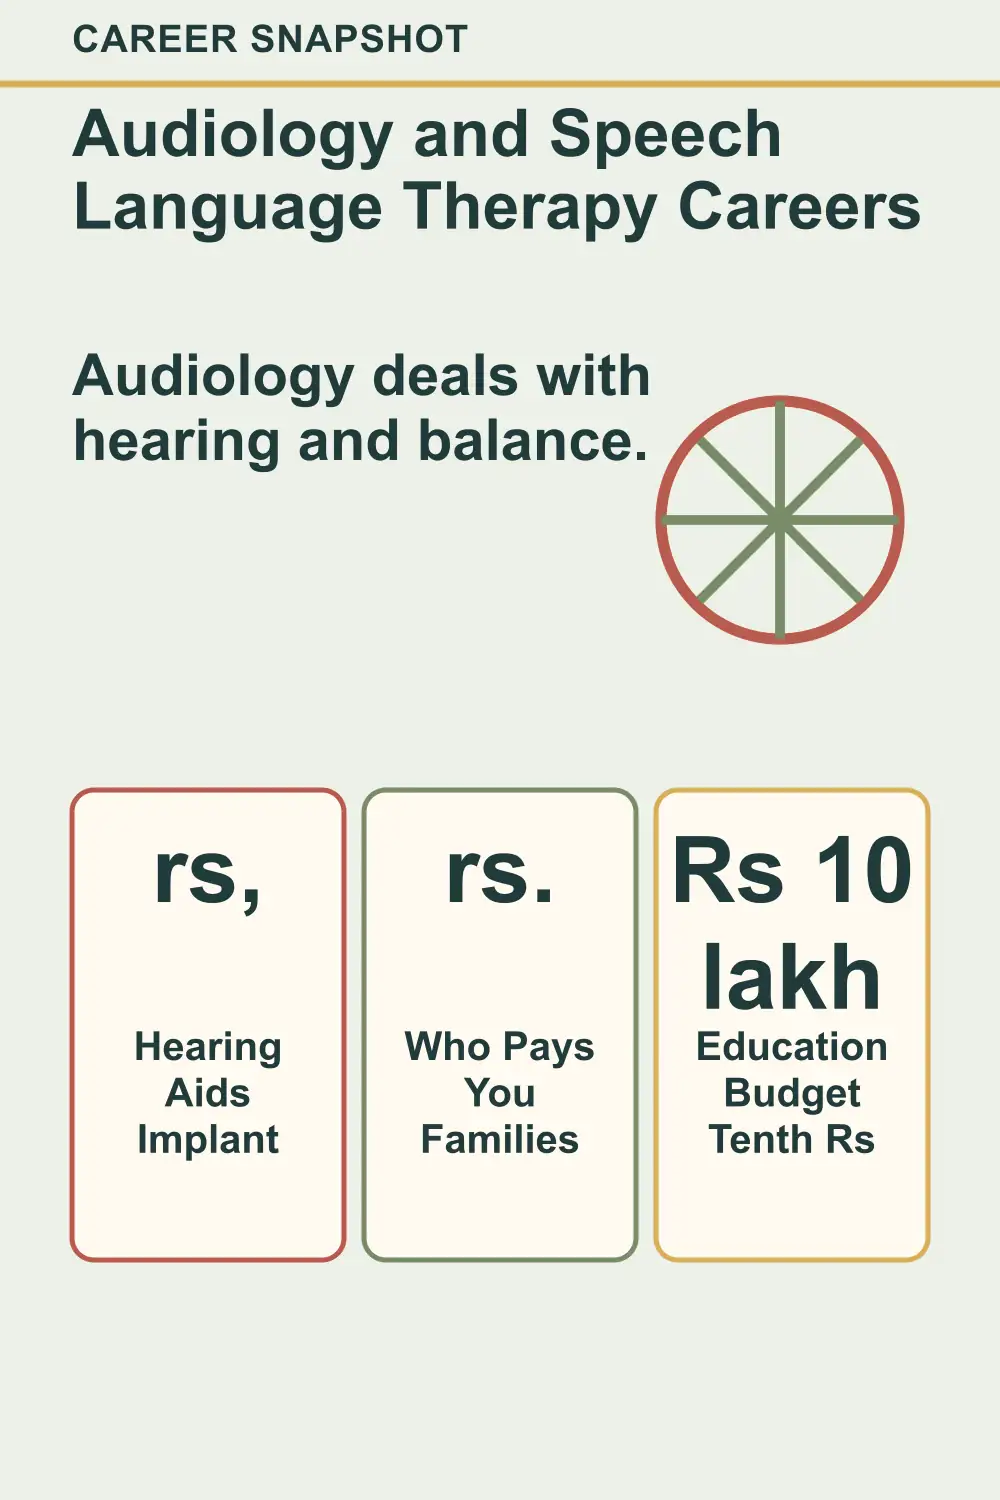 CAREER SNAPSHOT
Audiology and Speech
Language Therapy Careers
Audiology deals with
hearing and balance.
rs,
Hearing
Aids
Implant
rs.
Who Pays
You
Families
Rs 10
lakh
Education
Budget
Tenth Rs